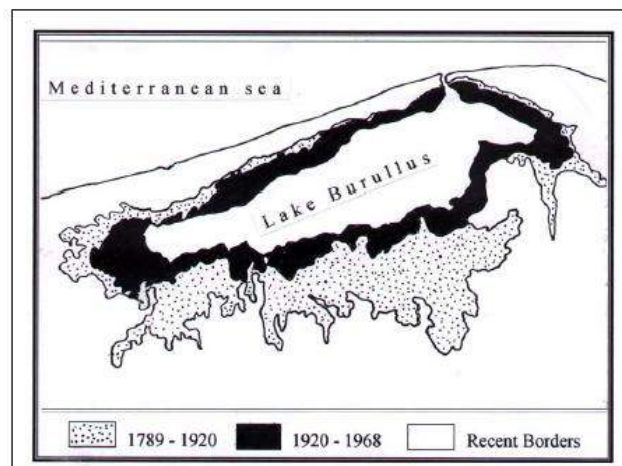 Mediterranean sea
Lake Burullus
1789 - 1920
1920 - 1968
Recent Borders